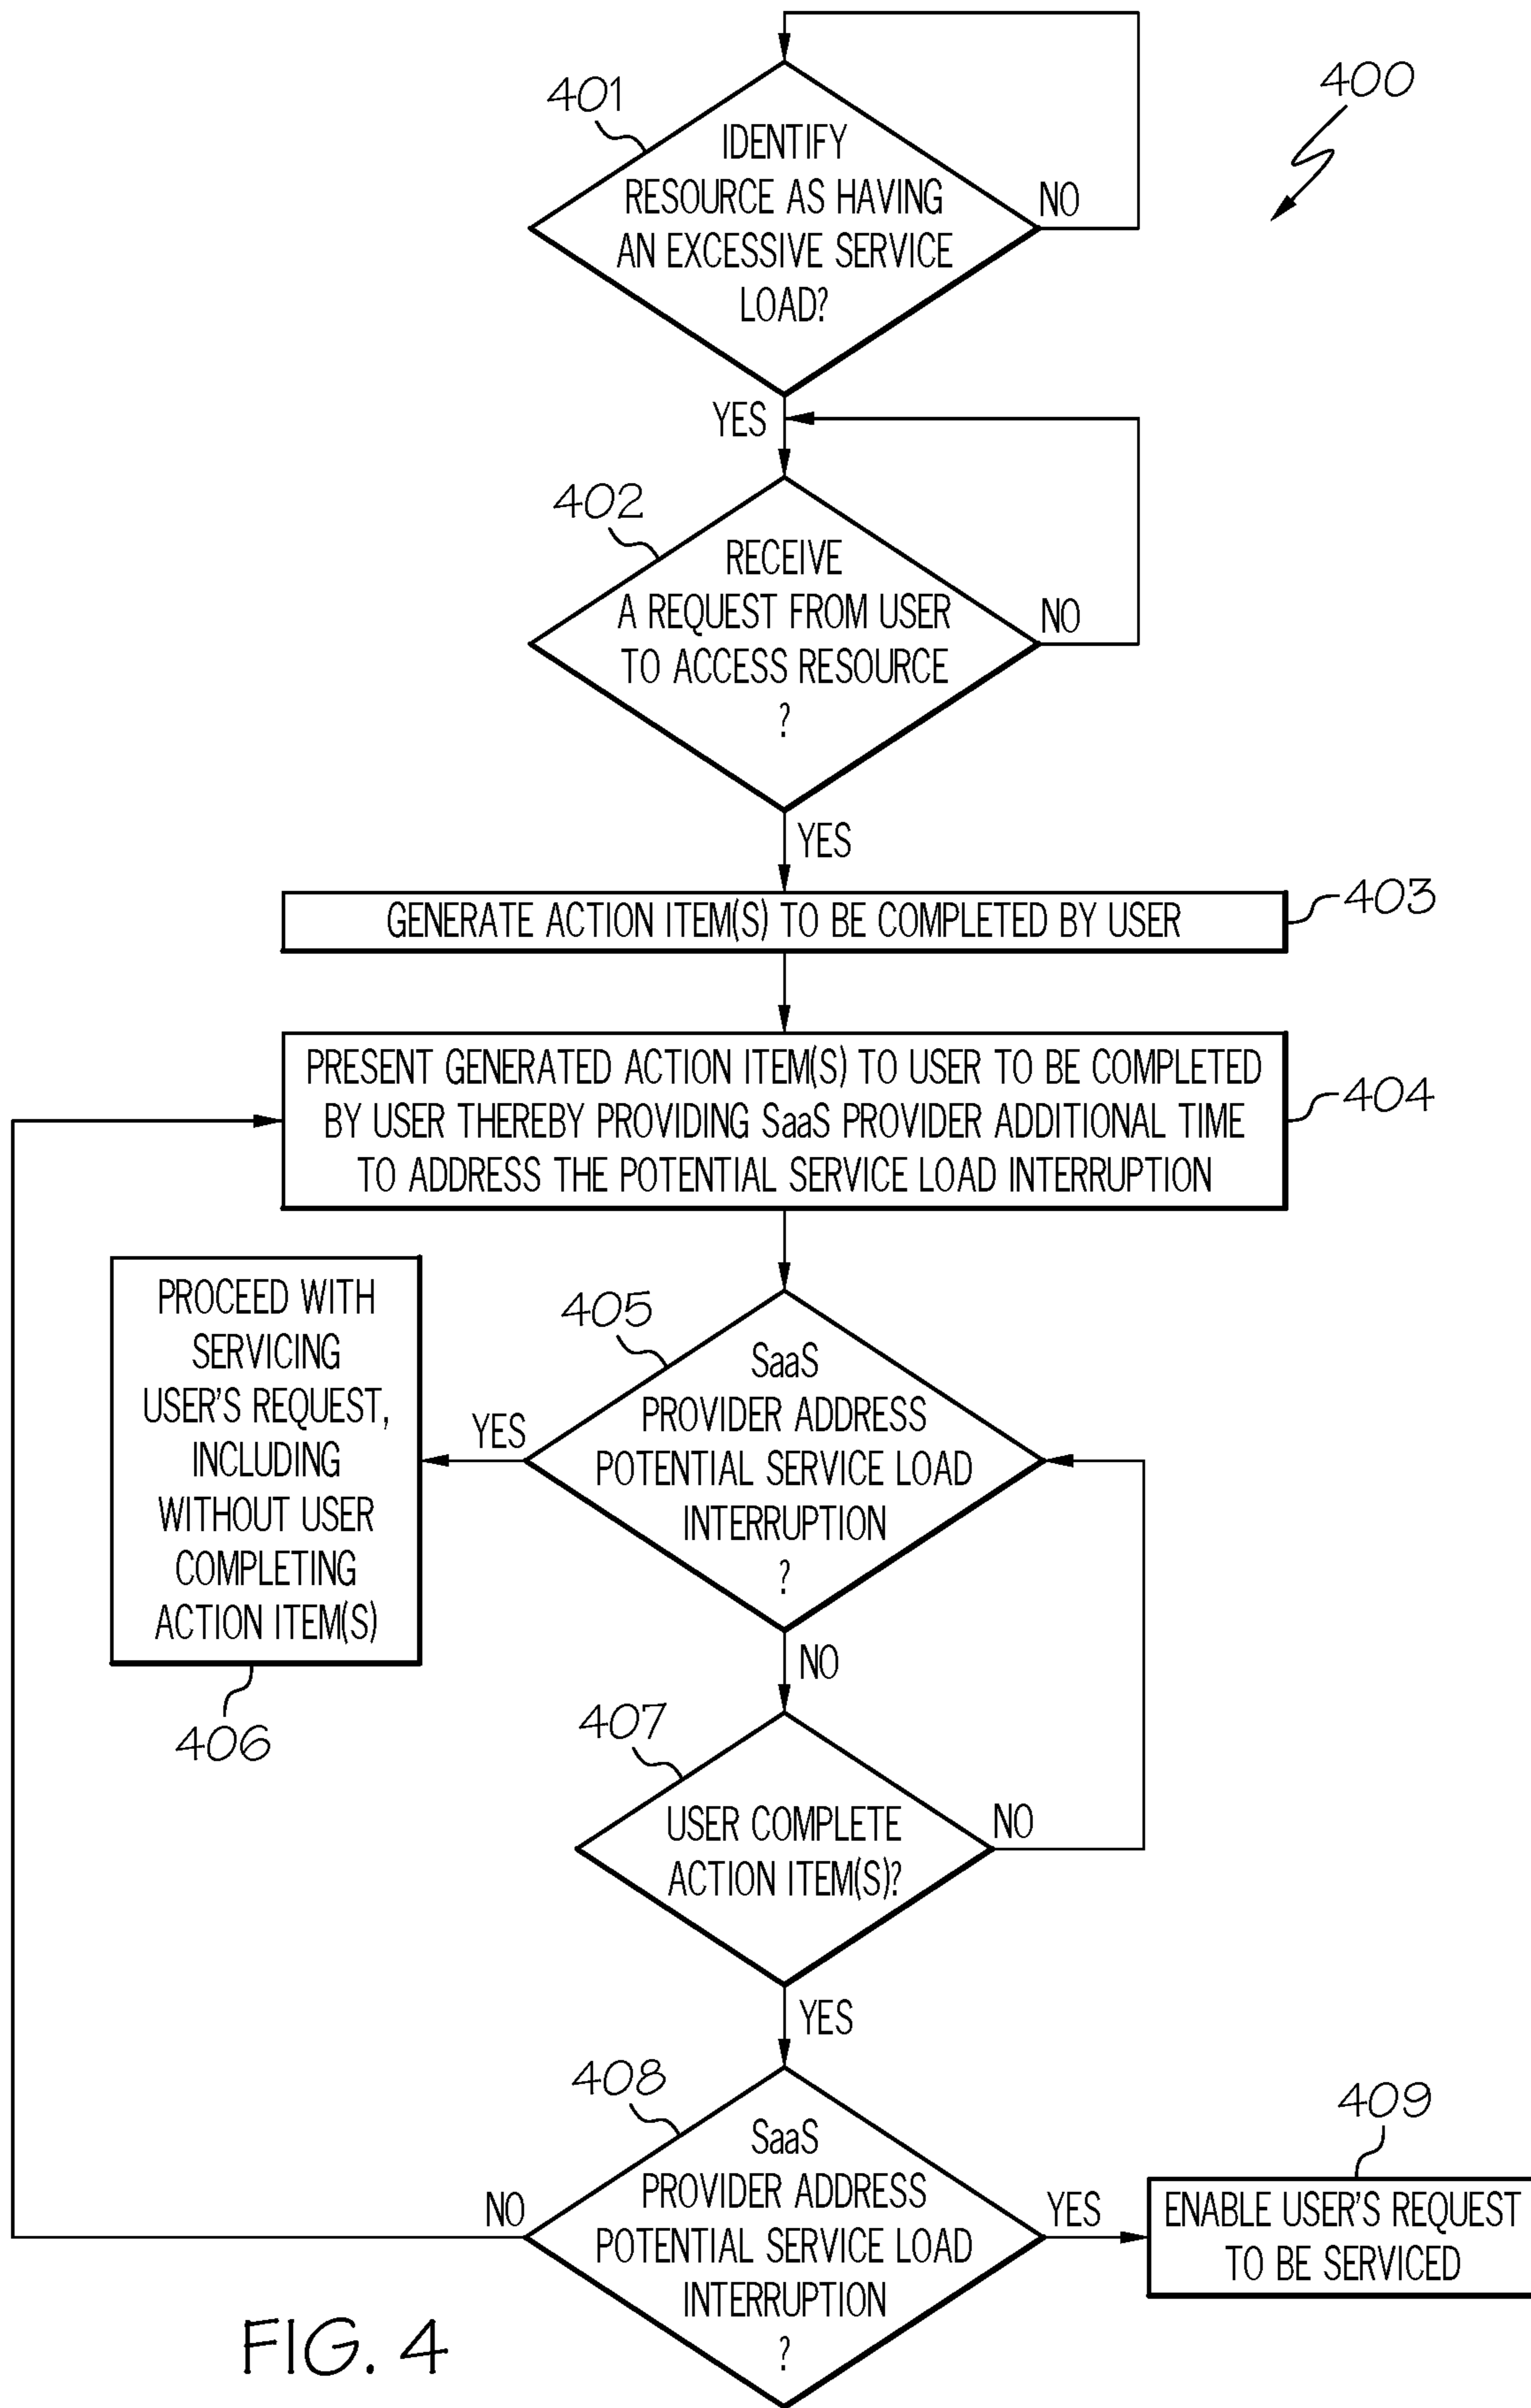 400
401
IDENTIFY
RESOURCE AS HAVING
AN EXCESSIVE SERVICE
LOAD?
NO
YES
402
RECEIVE
A REQUEST FROM USER
TO ACCESS RESOURCE
?
NO
YES
GENERATE ACTION ITEM(S) TO BE COMPLETED BY USER
403
PRESENT GENERATED ACTION ITEM(S) TO USER TO BE COMPLETED
BY USER THEREBY PROVIDING SaaS PROVIDER ADDITIONAL TIME
TO ADDRESS THE POTENTIAL SERVICE LOAD INTERRUPTION
404
405
SaaS
PROVIDER ADDRESS
POTENTIAL SERVICE LOAD
INTERRUPTION
?
YES
PROCEED WITH
SERVICING
USER'S REQUEST,
INCLUDING
WITHOUT USER
COMPLETING
ACTION ITEM(S)
406
NO
407
USER COMPLETE
ACTION ITEM(S)?
NO
YES
408
SaaS
PROVIDER ADDRESS
POTENTIAL SERVICE LOAD
INTERRUPTION
?
NO
YES
409
ENABLE USER'S REQUEST
TO BE SERVICED
FIG. 4